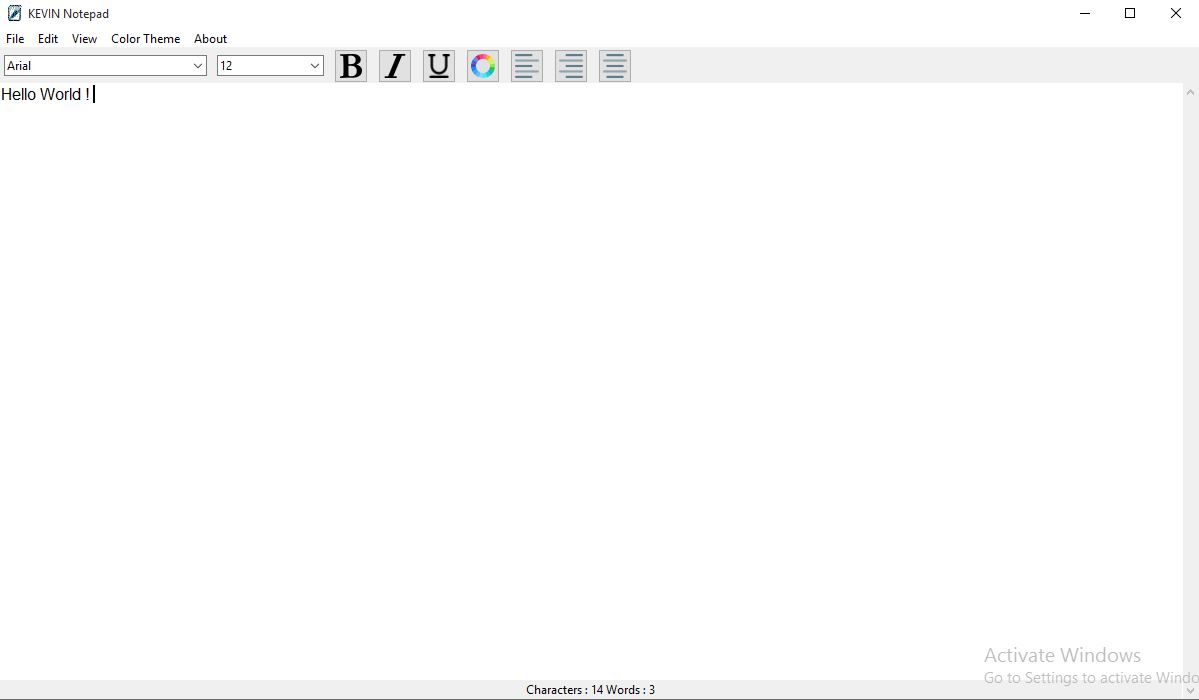 KEVIN Notepad
File Edit View Color Theme About
Arial 12 B I U
Hello World !
Activate Windows
Go to Settings to activate Windo
Characters : 14 Words : 3